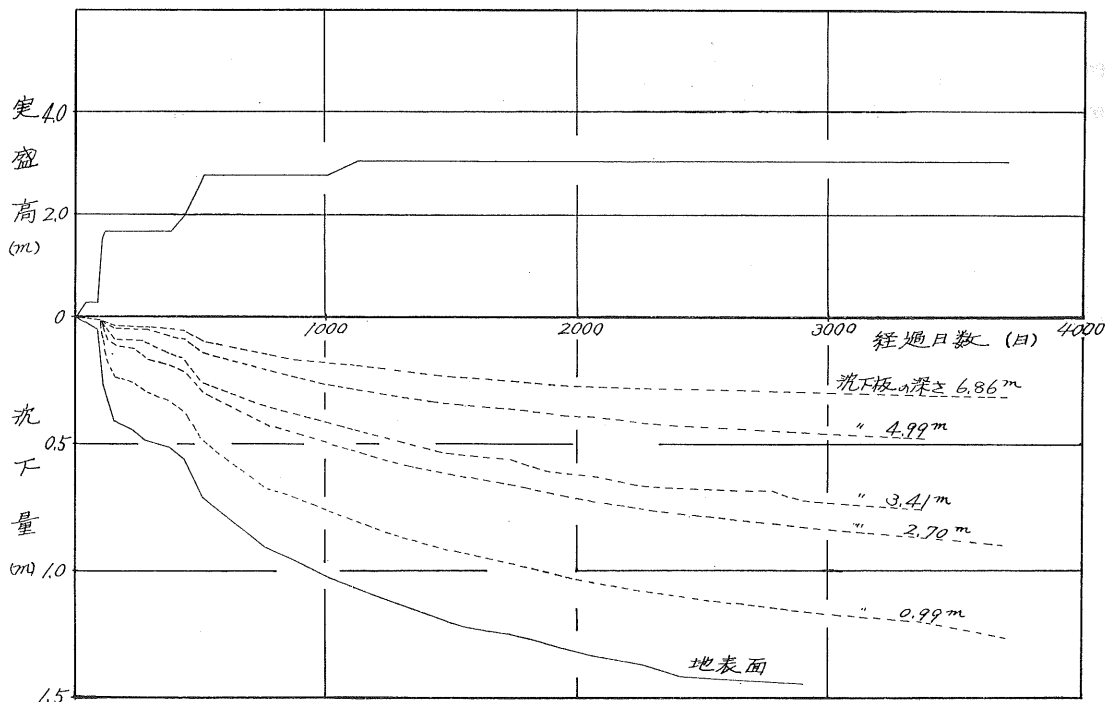 実盛高(m)
4.0
2.0
0
1000
2000
3000
4000
経過日数 (日)
沈下板の深さ 6.86m
〃 4.99m
〃 3.41m
〃 2.70m
〃 0.99m
地表面
沈下量(m)
0.5
1.0
1.5